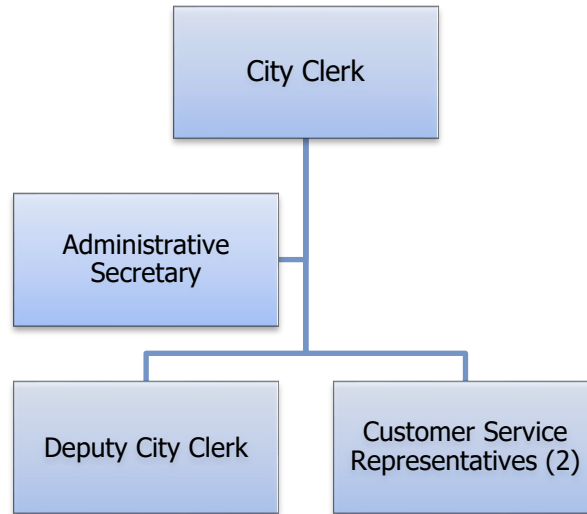 City Clerk
Administrative
Secretary
Deputy City Clerk
Customer Service
Representatives (2)